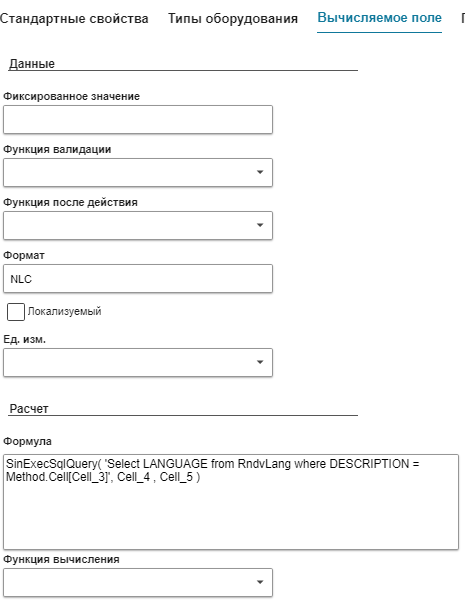 Стандартные свойства Типы оборудования Вычисляемое поле
Данные
Фиксированное значение
Функция валидации
Функция после действия
Формат
NLC
Локализуемый
Ед. изм.
Расчет
Формула
SinExecSqlQuery( 'Select LANGUAGE from RndvLang where DESCRIPTION =
Method.Cell[Cell_3]', Cell_4 , Cell_5 )
Функция вычисления